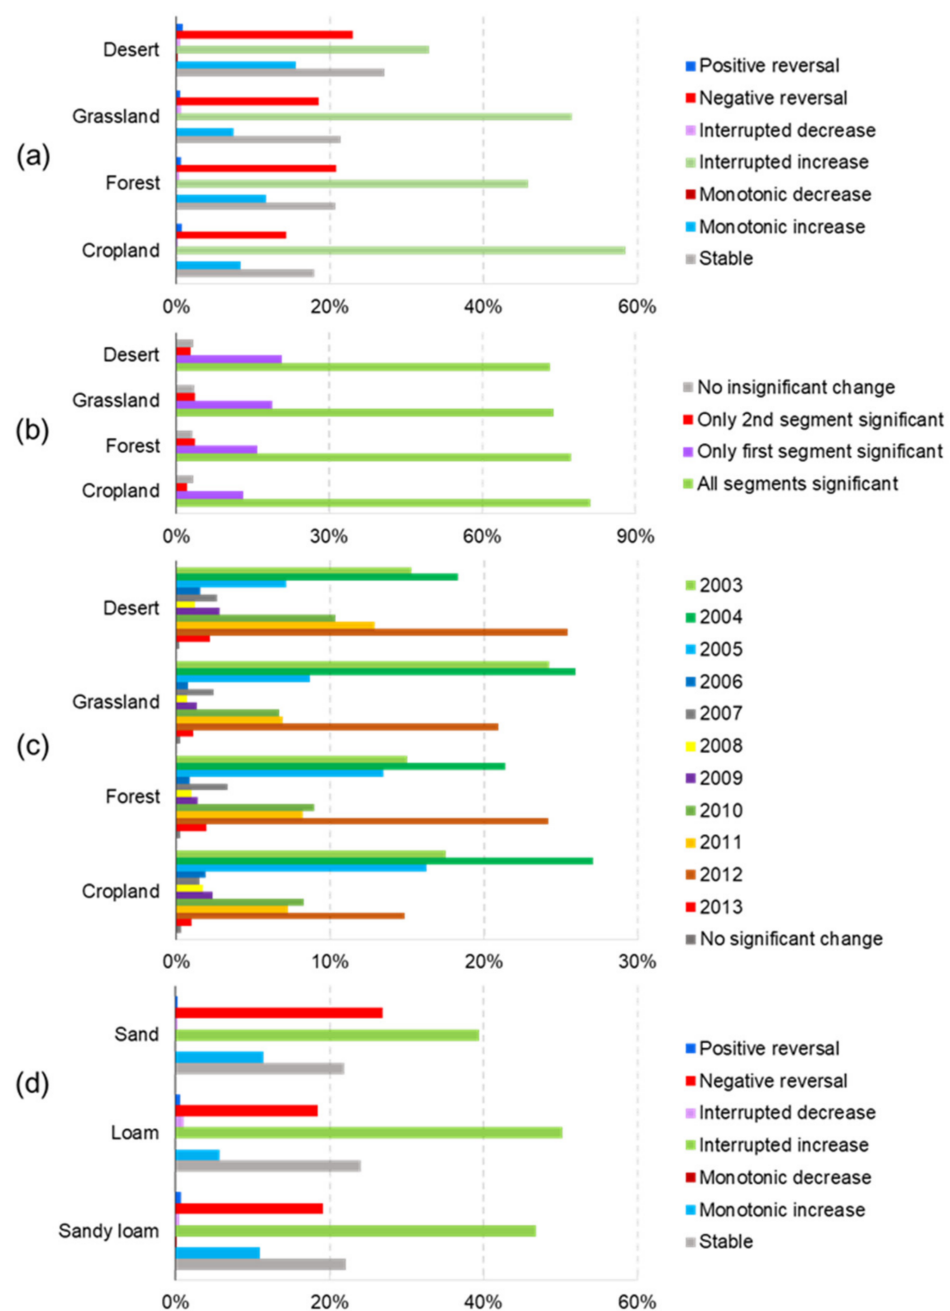 (a)
Desert
Grassland
Forest
Cropland
0% 20% 40% 60%
Positive reversal
Negative reversal
Interrupted decrease
Interrupted increase
Monotonic decrease
Monotonic increase
Stable
(b)
Desert
Grassland
Forest
Cropland
0% 30% 60% 90%
No insignificant change
Only 2nd segment significant
Only first segment significant
All segments significant
(c)
Desert
Grassland
Forest
Cropland
0% 10% 20% 30%
2003
2004
2005
2006
2007
2008
2009
2010
2011
2012
2013
No significant change
(d)
Sand
Loam
Sandy loam
0% 20% 40% 60%
Positive reversal
Negative reversal
Interrupted decrease
Interrupted increase
Monotonic decrease
Monotonic increase
Stable